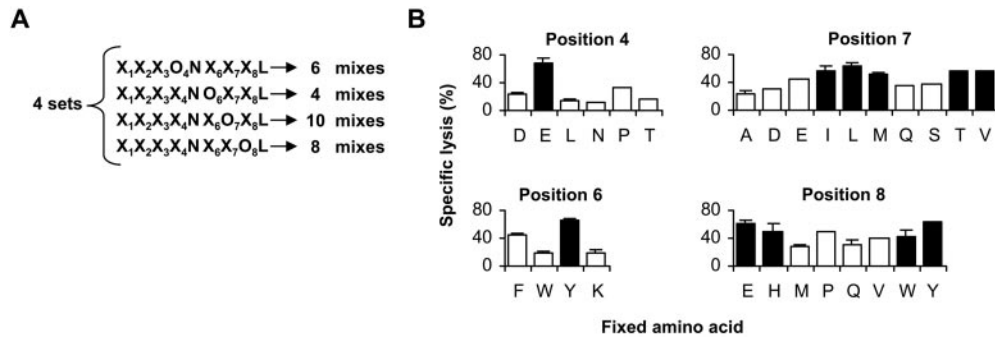 A
4 sets
X₁X₂X₃O₄N X₆X₇X₈L → 6 mixes
X₁X₂X₃X₄N O₆X₇X₈L → 4 mixes
X₁X₂X₃X₄N X₆O₇X₈L → 10 mixes
X₁X₂X₃X₄N X₆X₇O₈L → 8 mixes
B
Specific lysis (%)
Position 4
80
40
0
D E L N P T
Position 7
80
40
0
A D E I L M Q S T V
Position 6
80
40
0
F W Y K
Position 8
80
40
0
E H M P Q V W Y
Fixed amino acid